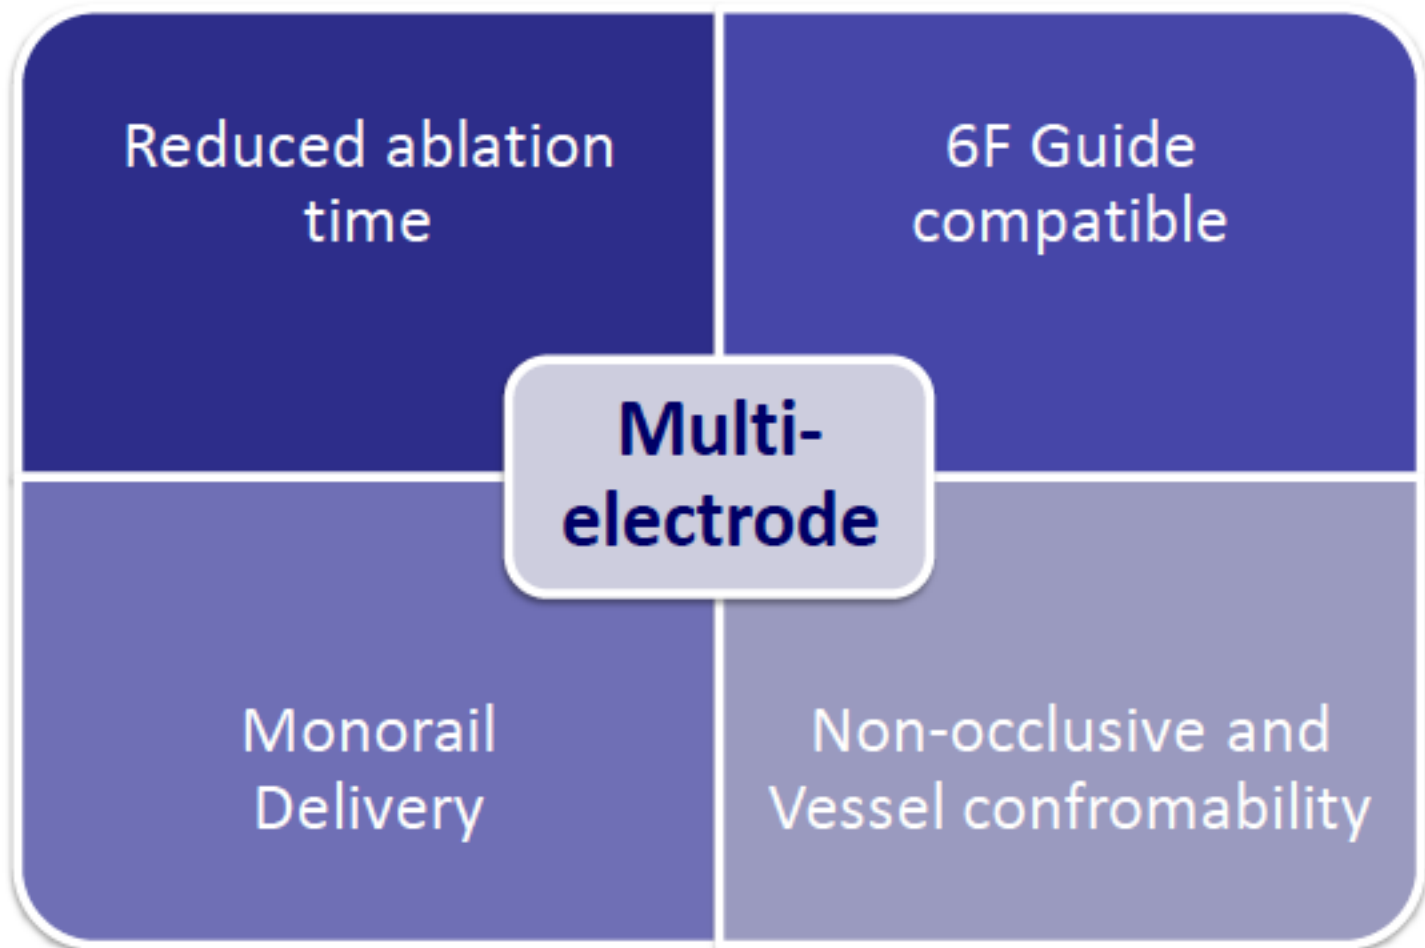 Reduced ablation
time
6F Guide
compatible
Multi-
electrode
Monorail
Delivery
Non-occlusive and
Vessel confromability